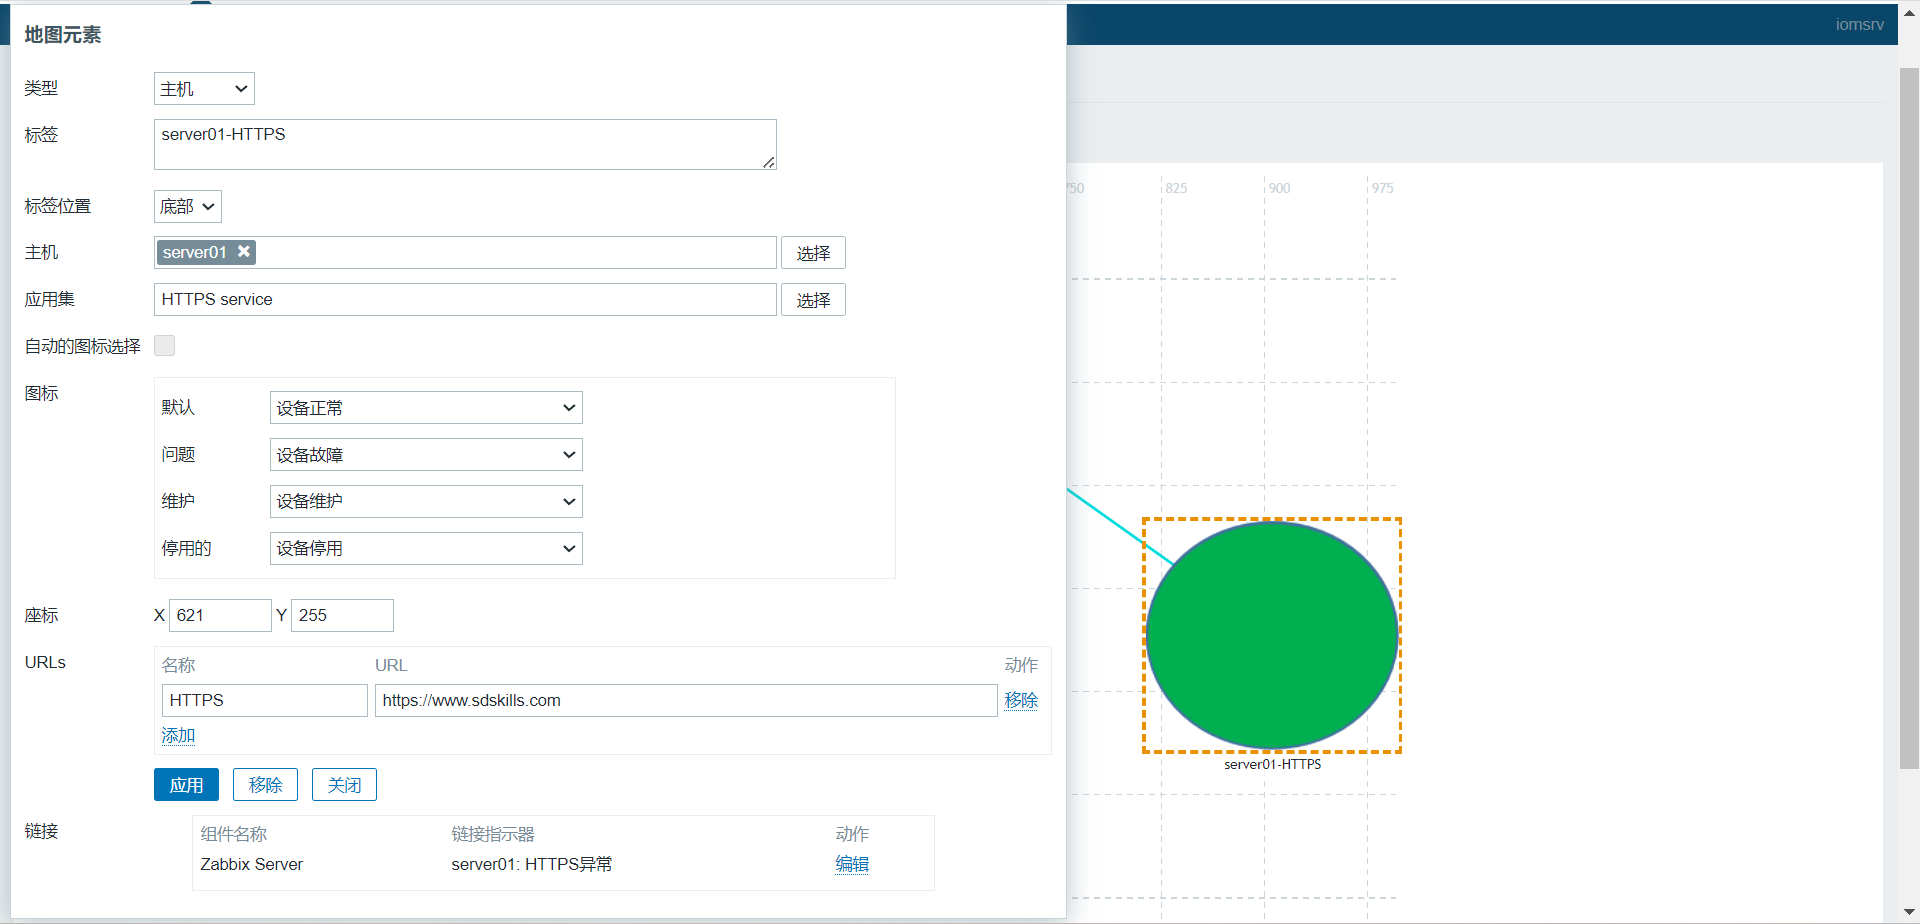 iomsrv
地图元素
类型
主机
标签
server01-HTTPS
标签位置
底部
主机
server01
选择
应用集
HTTPS service
选择
自动的图标选择
图标
默认
设备正常
问题
设备故障
维护
设备维护
停用的
设备停用
座标
X 621 Y 255
URLs
名称 URL 动作
HTTPS https://www.sdskills.com 移除
添加
应用 移除 关闭
链接
组件名称 链接指示器 动作
Zabbix Server server01: HTTPS异常 编辑
750 825 900 975
server01-HTTPS